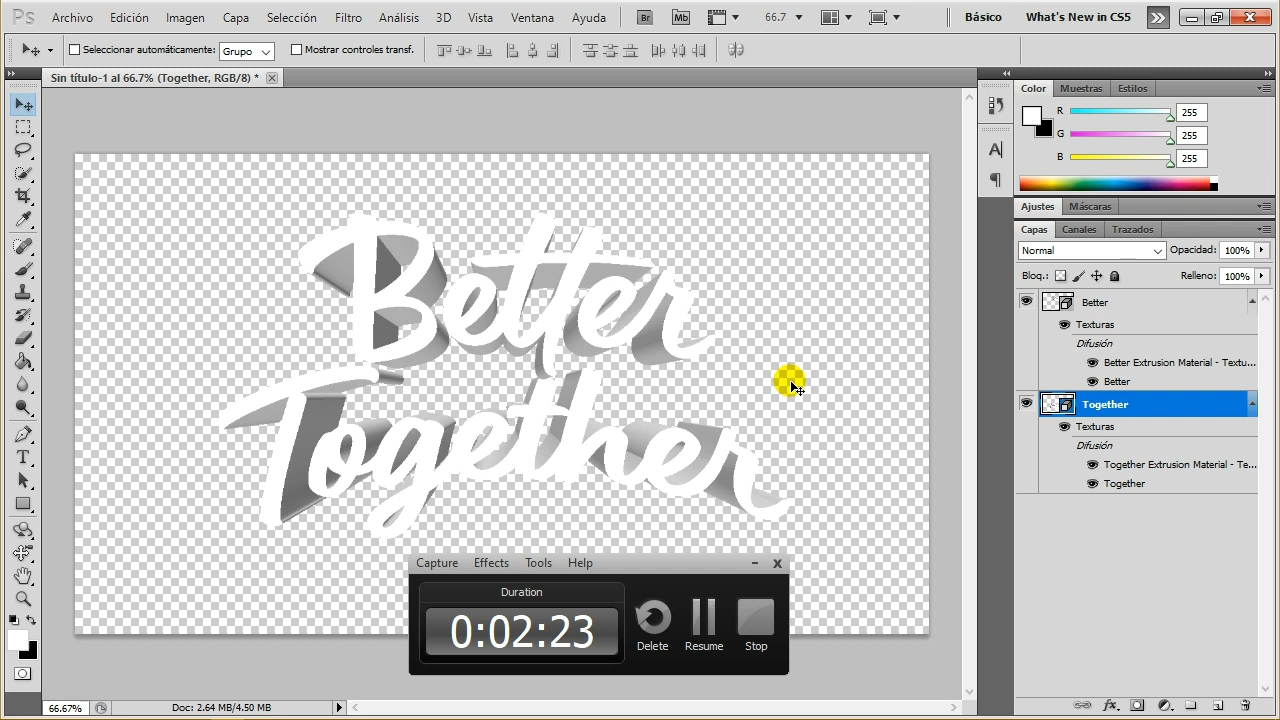 Ps Archivo Edición Imagen Capa Selección Filtro Análisis 3D Vista Ventana Ayuda Br Mb 66.7 Básico What's New in CS5
Seleccionar automáticamente: Grupo Mostrar controles transf.
Sin título-1 al 66.7% (Together, RGB/8) *
Color Muestras Estilos
R 255
G 255
B 255
Ajustes Máscaras
Capas Canales Trazados
Normal Opacidad: 100%
Bloq.: Relleno: 100%
Better
Texturas
Difusión
Better Extrusion Material - Textu...
Better
Together
Texturas
Difusión
Together Extrusion Material - Te...
Together
Better
Together
Capture Effects Tools Help
Duration
0:02:23
Delete Resume Stop
66.67% Doc: 2.64 MB/4.50 MB